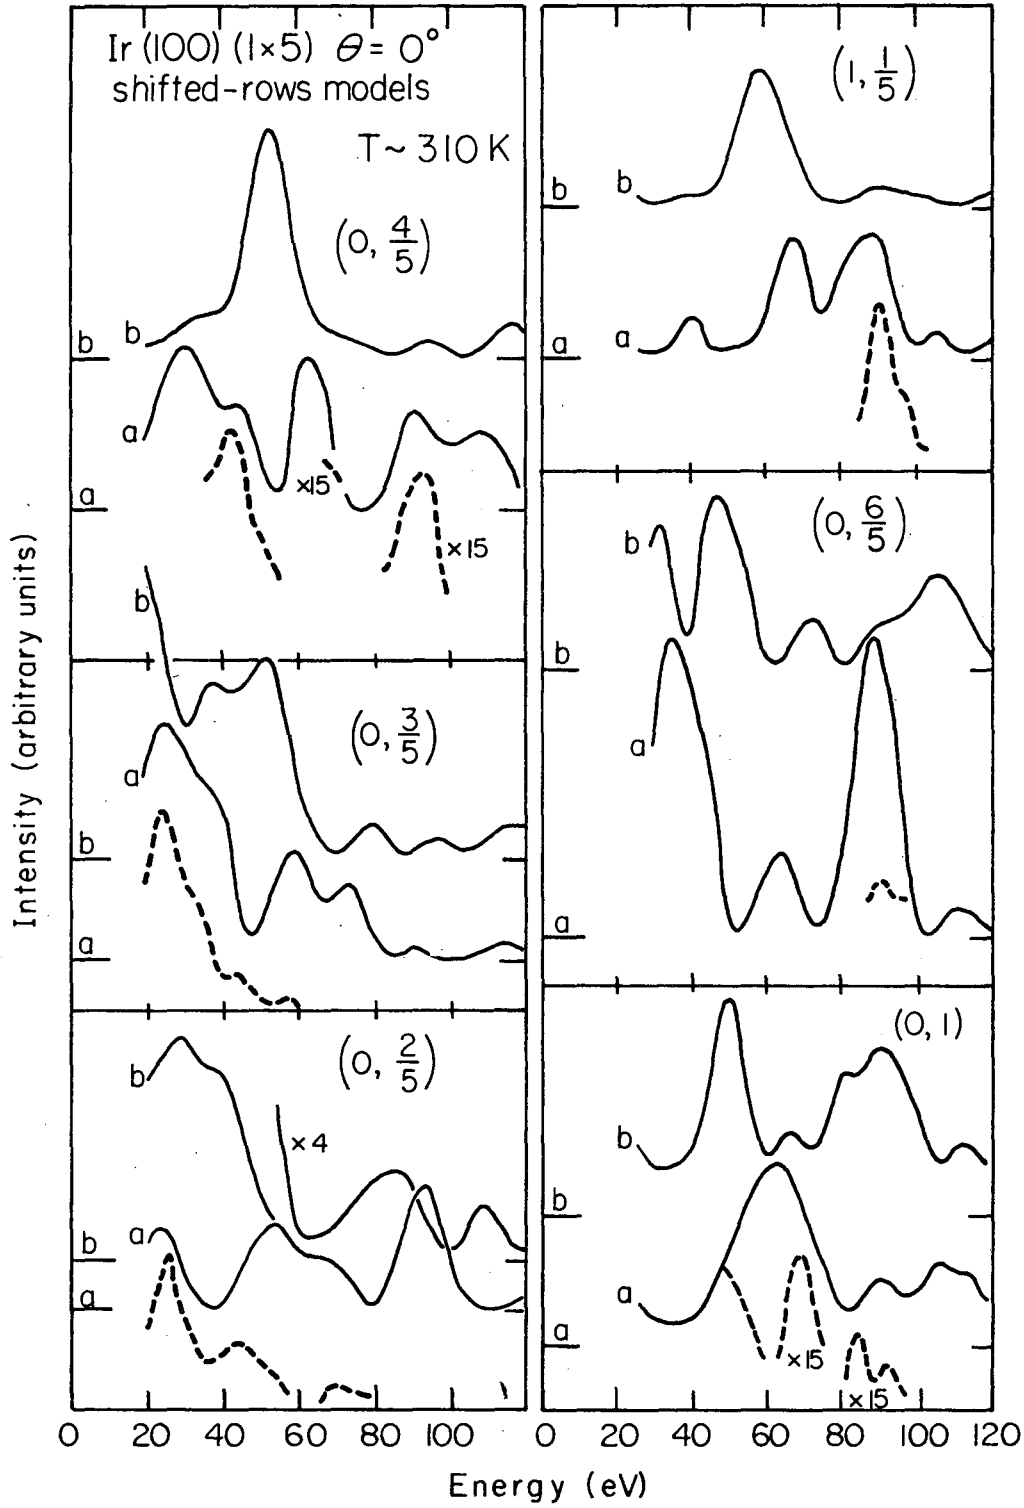 Ir (100) (1×5) θ = 0°
shifted-rows models
T ~ 310 K
(0, 4/5)
b
b
a
a
×15
×15
b
(0, 3/5)
a
b
a
(0, 2/5)
b
×4
a
b
a
(1, 1/5)
b
b
a
a
(0, 6/5)
b
b
a
a
(0, 1)
b
b
a
a
×15
×15
0 20 40 60 80 100
0 20 40 60 80 100 120
Energy (eV)
Intensity (arbitrary units)